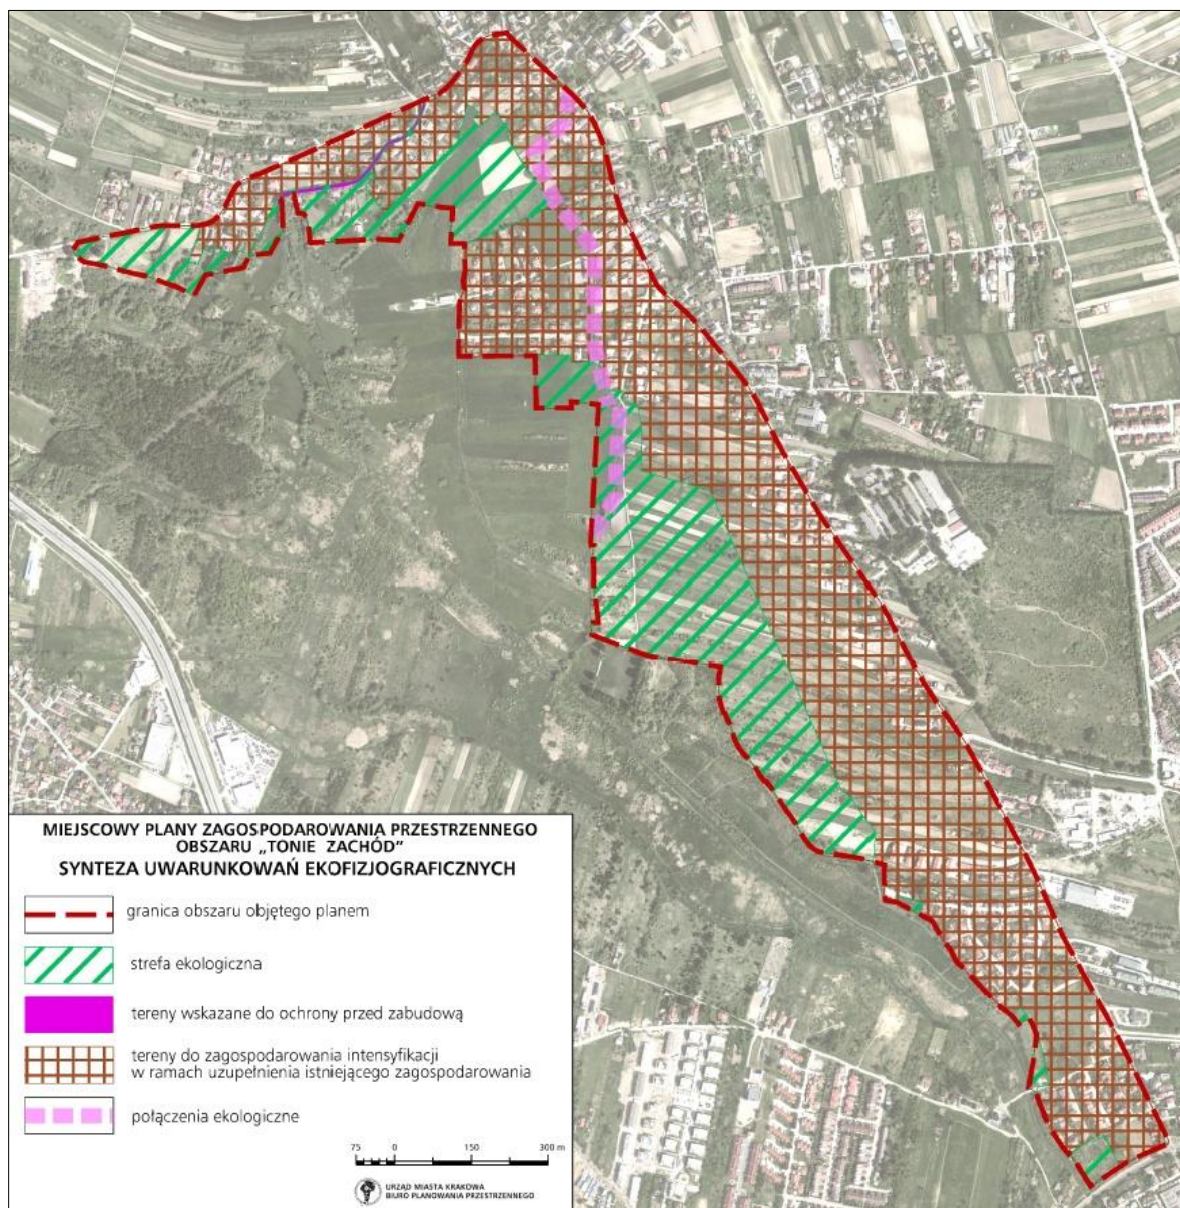 MIEJSCOWY PLANY ZAGOSPODAROWANIA PRZESTRZENNEGO
OBSZARU „TONIE ZACHÓD”
SYNTEZA UWARUNKOWAŃ EKOFIZJOGRAFICZNYCH
granica obszaru objętego planem
strefa ekologiczna
tereny wskazane do ochrony przed zabudową
tereny do zagospodarowania intensyfikacji
w ramach uzupełnienia istniejącego zagospodarowania
połączenia ekologiczne
75 0 150 300 m
URZĄD MIASTA KRAKOWA
BIURO PLANOWANIA PRZESTRZENNEGO